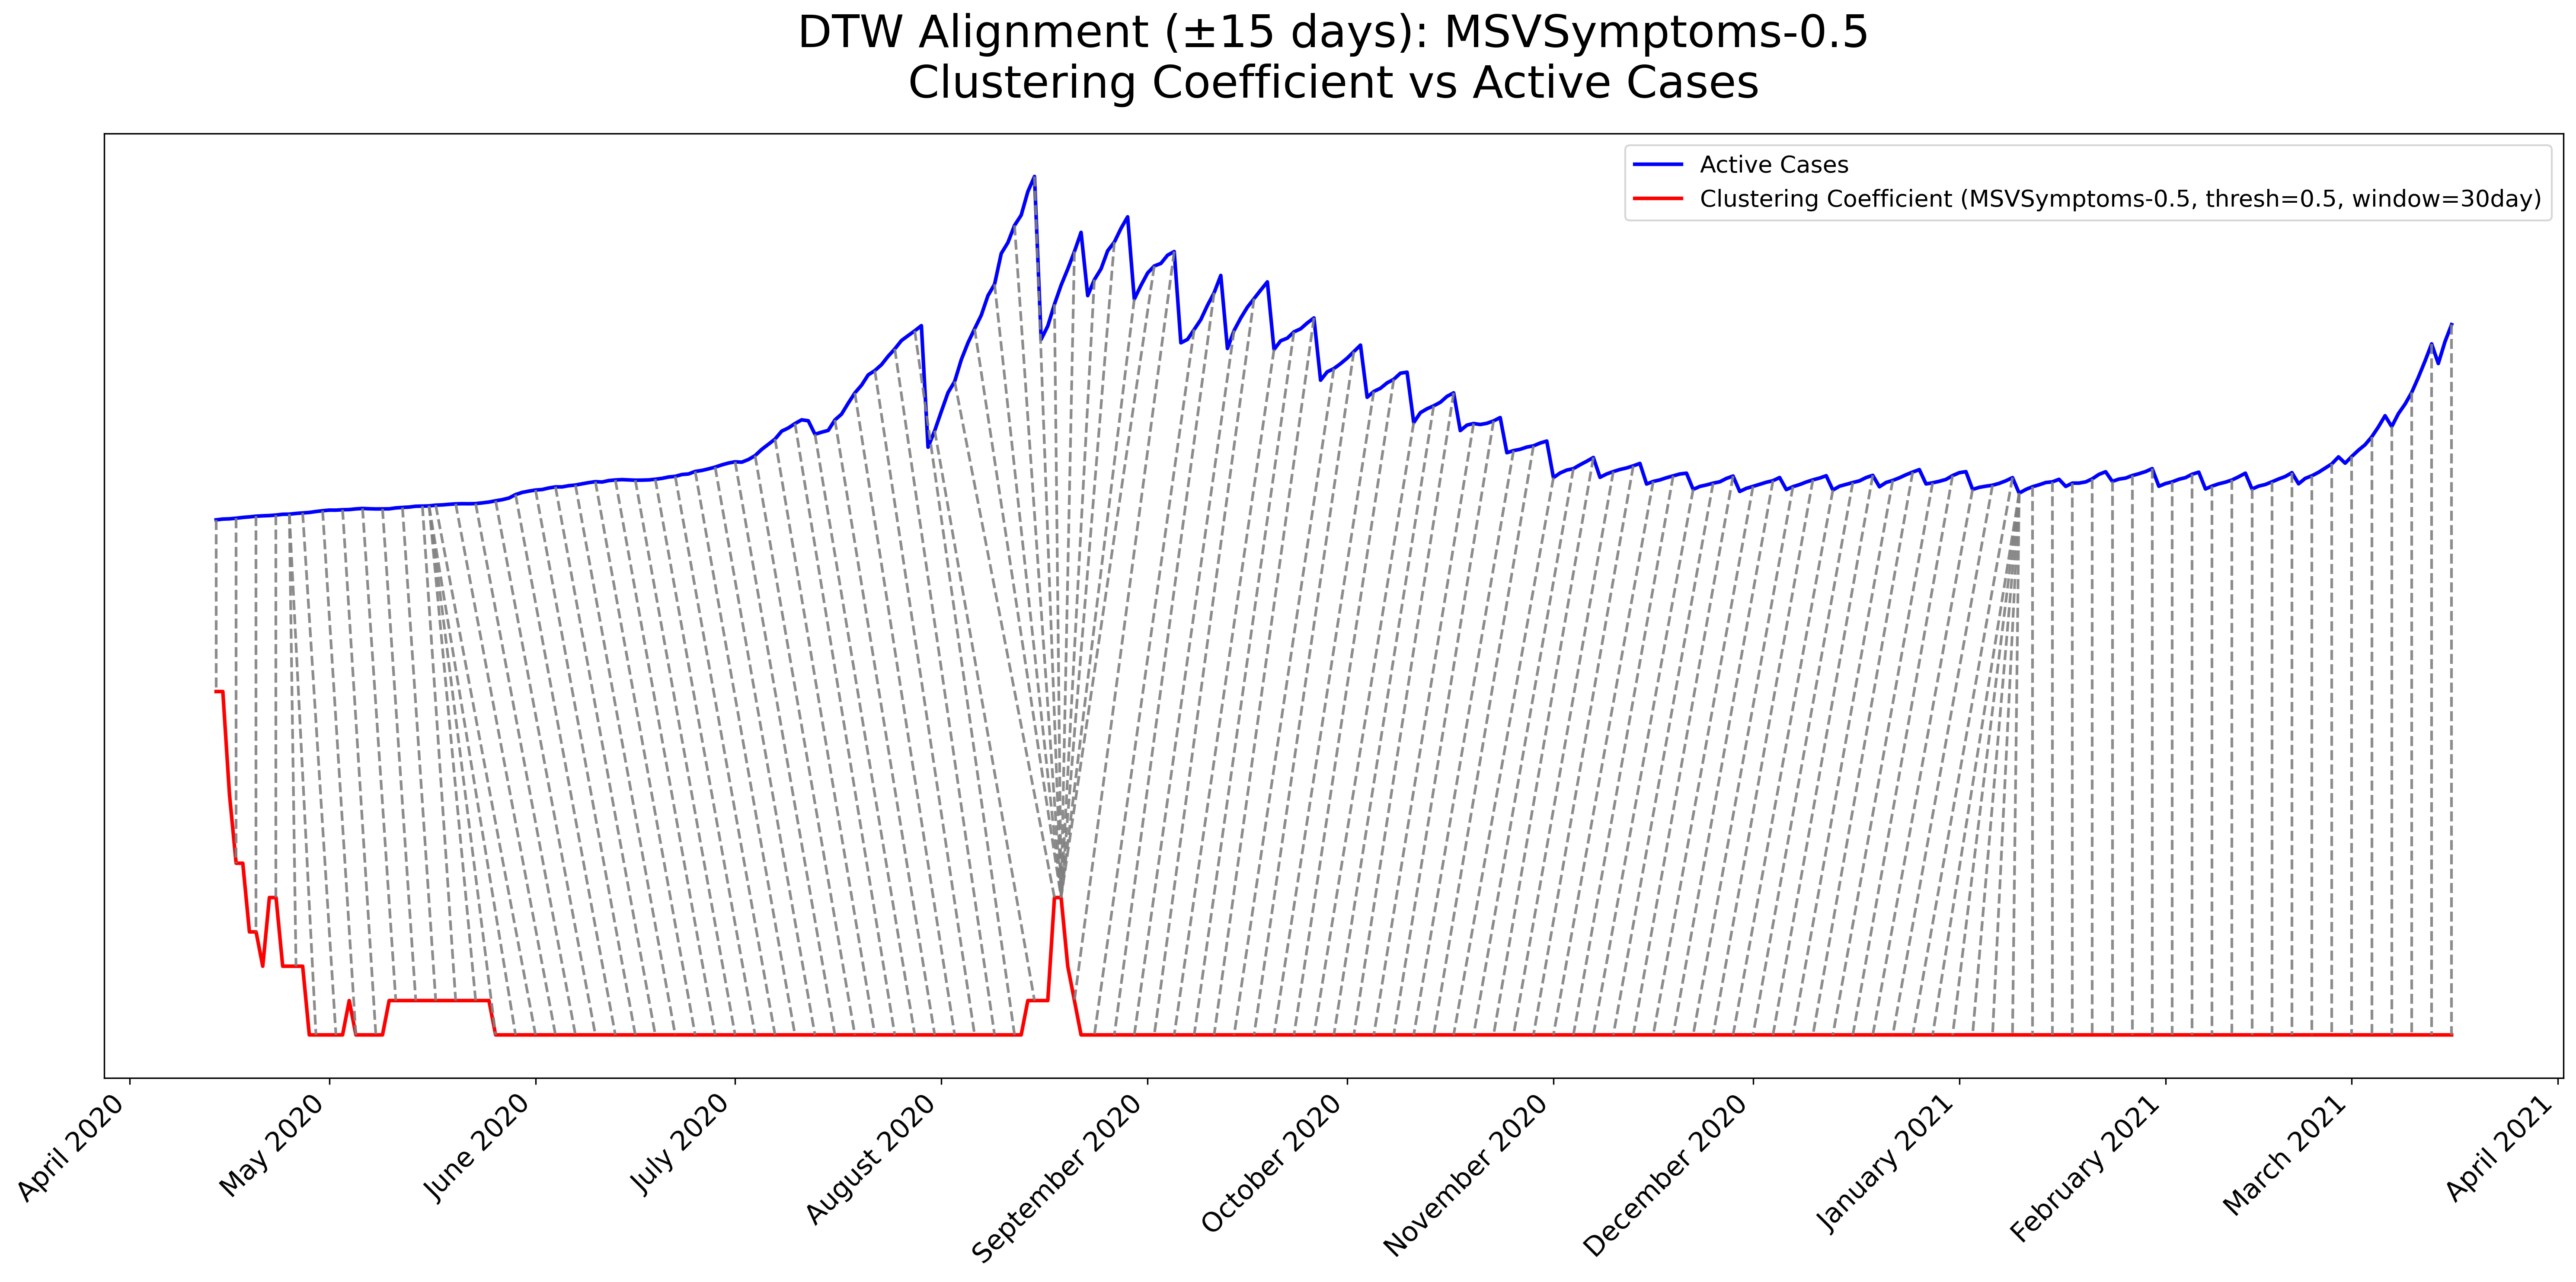 DTW Alignment (±15 days): MSVSymptoms-0.5
Clustering Coefficient vs Active Cases
Active Cases
Clustering Coefficient (MSVSymptoms-0.5, thresh=0.5, window=30day)
April 2020
May 2020
June 2020
July 2020
August 2020
September 2020
October 2020
November 2020
December 2020
January 2021
February 2021
March 2021
April 2021